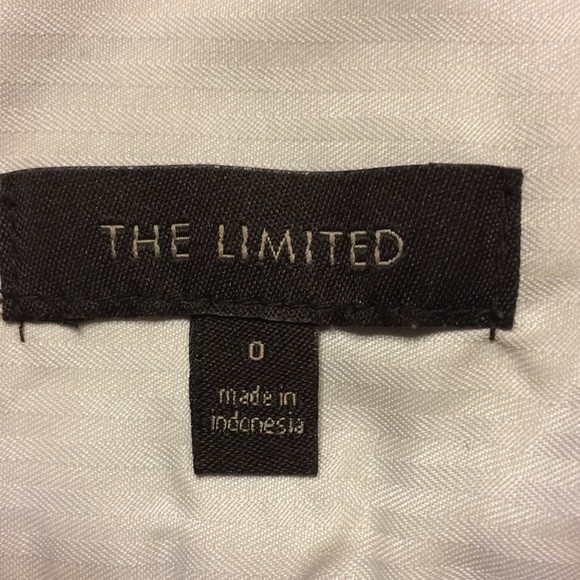 THE LIMITED
0
made in
indonesia